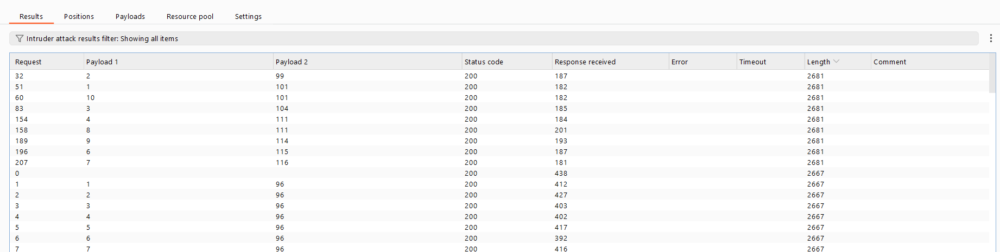 Results Positions Payloads Resource pool Settings
Intruder attack results filter: Showing all items
Request Payload 1 Payload 2 Status code Response received Error Timeout Length Comment
32 2 99 200 187 2681
51 1 101 200 182 2681
60 10 101 200 182 2681
83 3 104 200 185 2681
154 4 111 200 184 2681
158 8 111 200 201 2681
189 9 114 200 193 2681
196 6 115 200 187 2681
207 7 116 200 181 2681
0 200 438 2667
1 1 96 200 412 2667
2 2 96 200 427 2667
3 3 96 200 403 2667
4 4 96 200 402 2667
5 5 96 200 417 2667
6 6 96 200 392 2667
7 7 96 200 416 2667